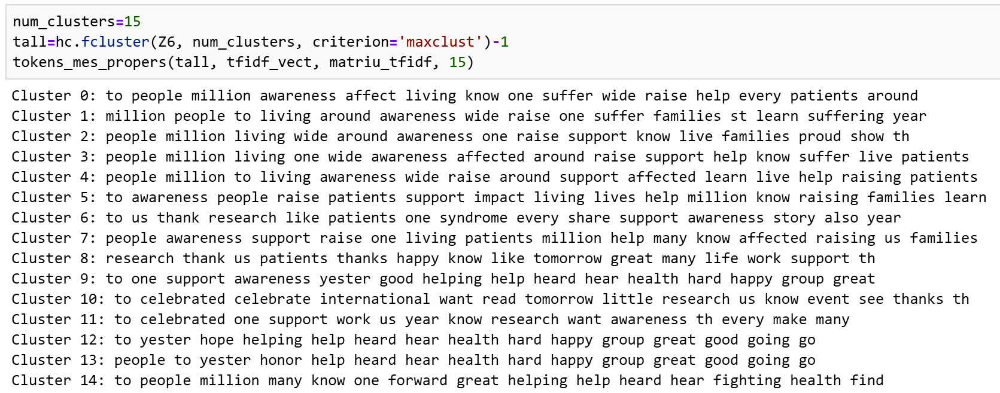 num_clusters=15
tall=hc.fcluster(Z6, num_clusters, criterion='maxclust')-1
tokens_mes_propers(tall, tfidf_vect, matriu_tfidf, 15)
Cluster 0: to people million awareness affect living know one suffer wide raise help every patients around
Cluster 1: million people to living around awareness wide raise one suffer families st learn suffering year
Cluster 2: people million living wide around awareness one raise support know live families proud show th
Cluster 3: people million living one wide awareness affected around raise support help know suffer live patients
Cluster 4: people million to living awareness wide raise around support affected learn live help raising patients
Cluster 5: to awareness people raise patients support impact living lives help million know raising families learn
Cluster 6: to us thank research like patients one syndrome every share support awareness story also year
Cluster 7: people awareness support raise one living patients million help many know affected raising us families
Cluster 8: research thank us patients thanks happy know like tomorrow great many life work support th
Cluster 9: to one support awareness yester good helping help heard hear health hard happy group great
Cluster 10: to celebrated celebrate international want read tomorrow little research us know event see thanks th
Cluster 11: to celebrated one support work us year know research want awareness th every make many
Cluster 12: to yester hope helping help heard hear health hard happy group great good going go
Cluster 13: people to yester honor help heard hear health hard happy group great good going go
Cluster 14: to people million many know one forward great helping help heard hear fighting health find